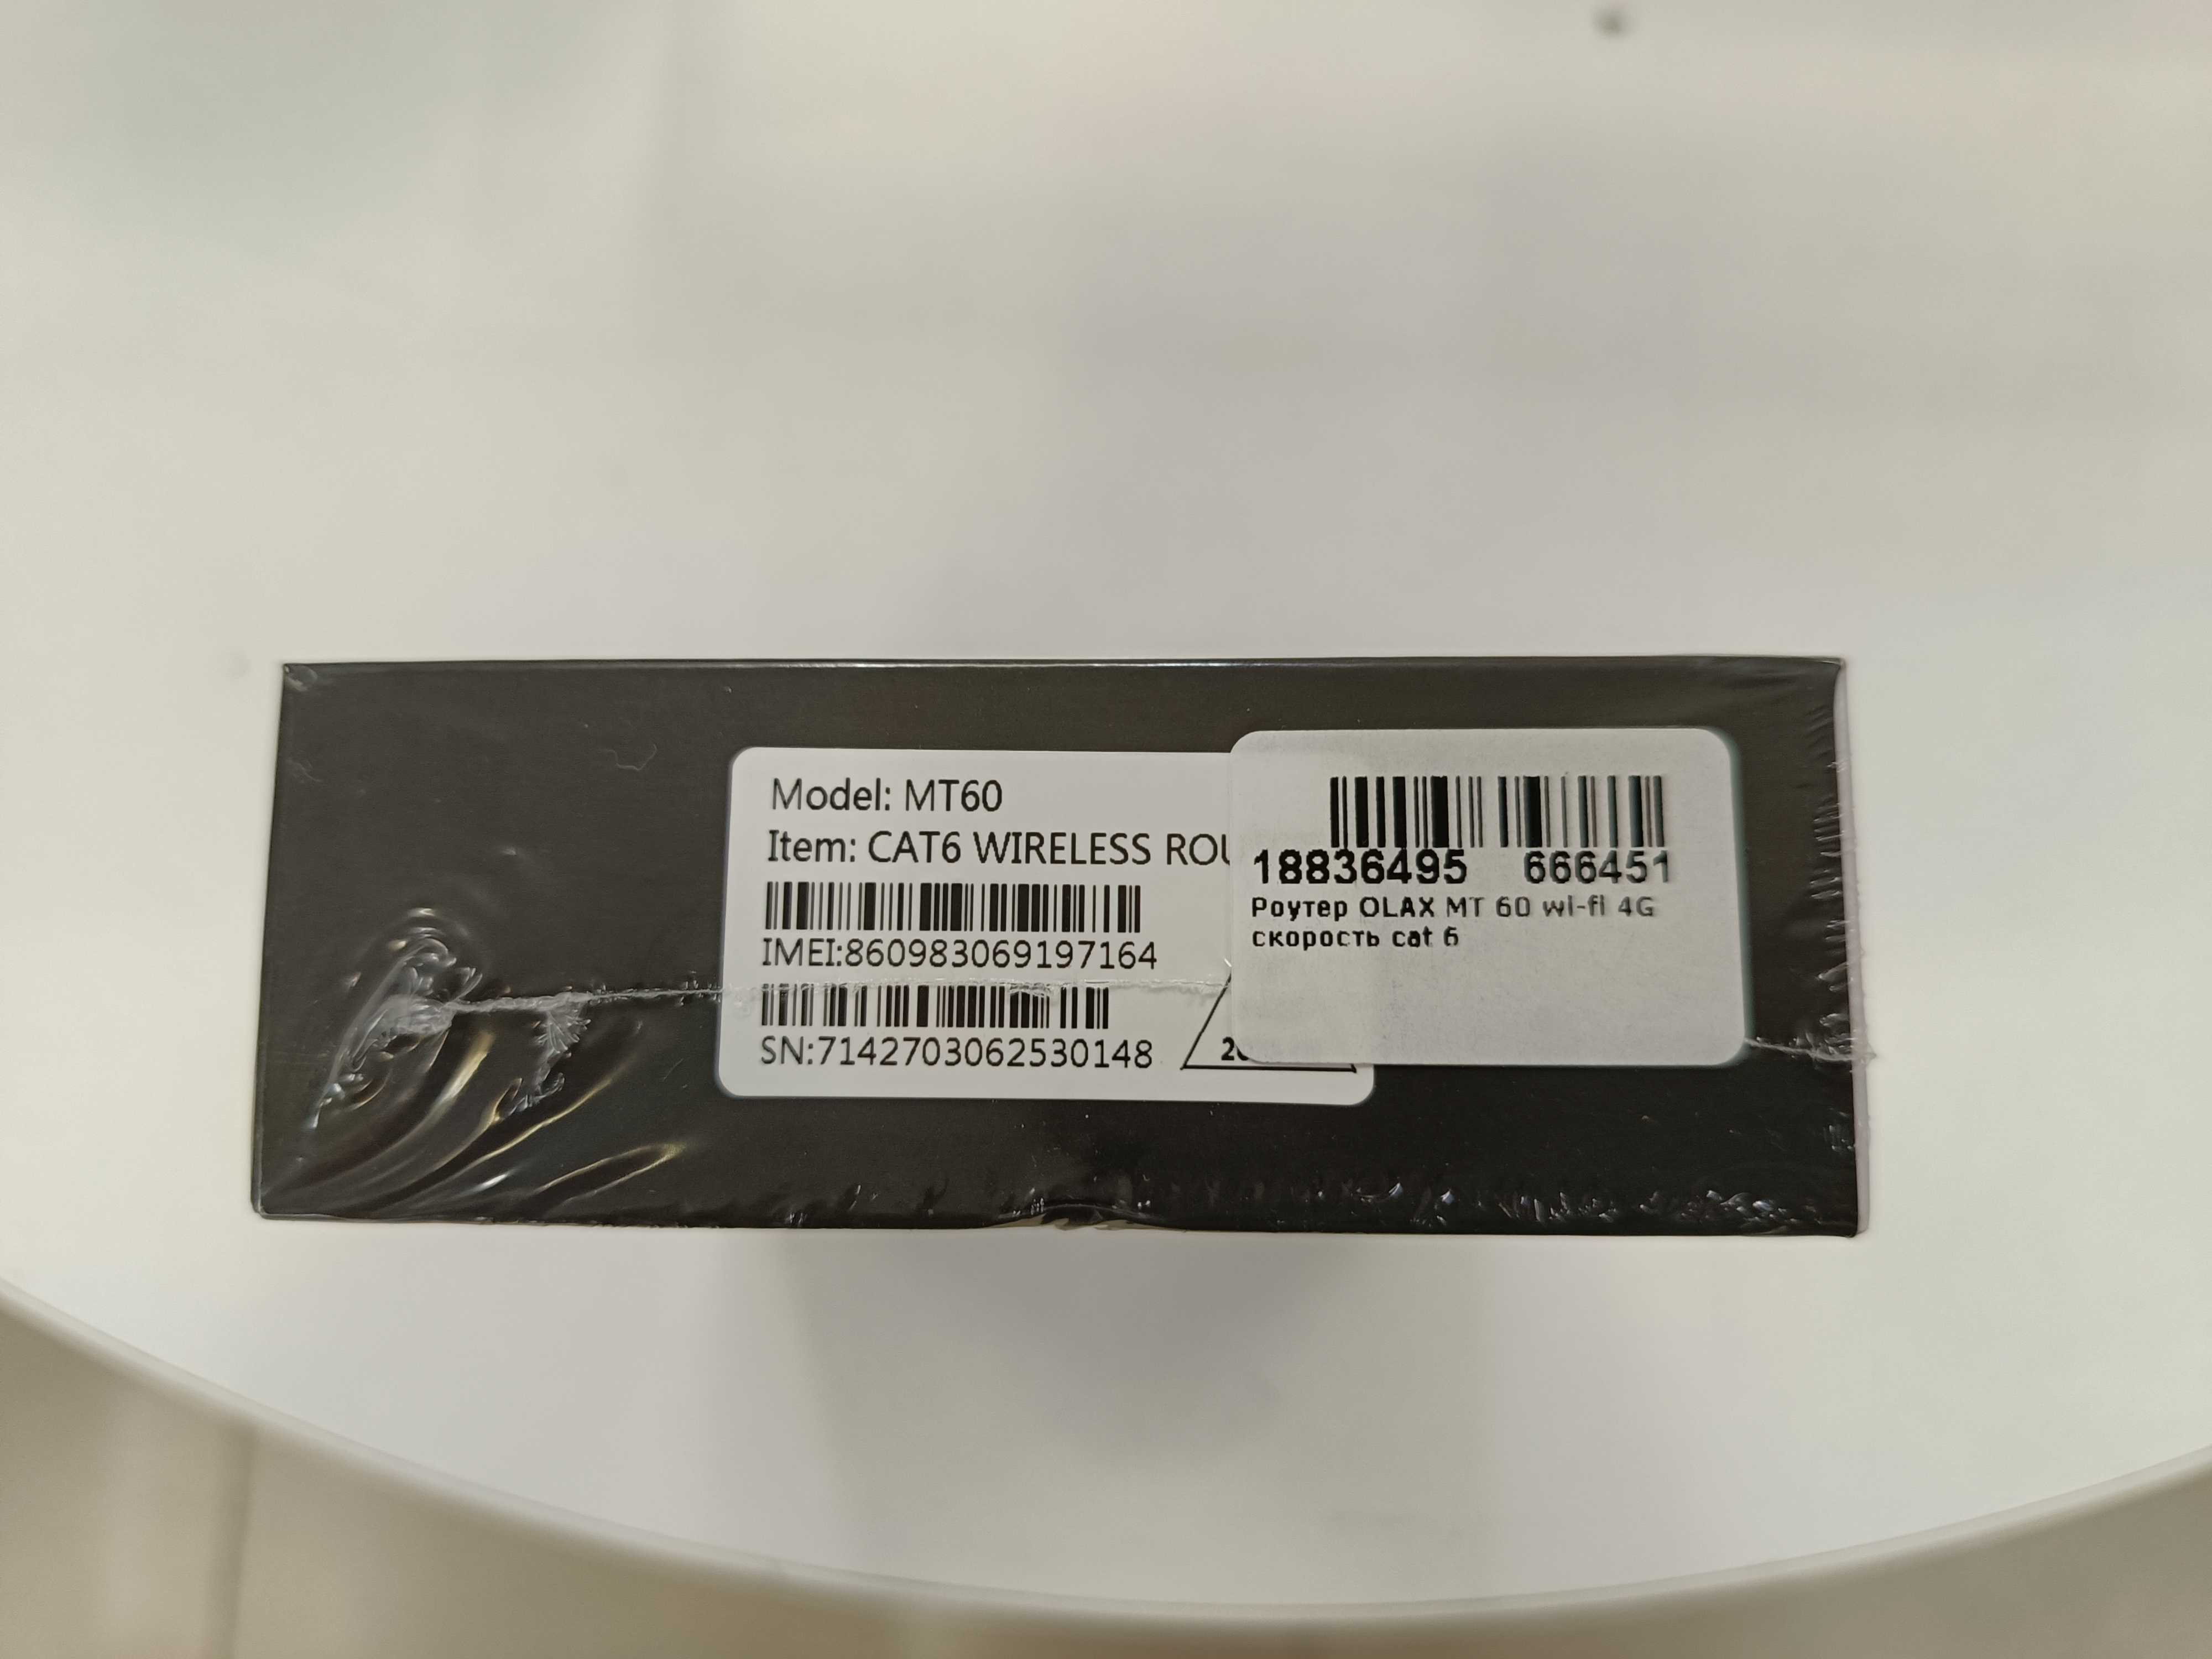 Model: MT60
Item: CAT6 WIRELESS ROU
IMEI:860983069197164
SN:7142703062530148
20
18836495 666451
Роутер OLAX MT 60 wi-fi 4G
скорость cat 6